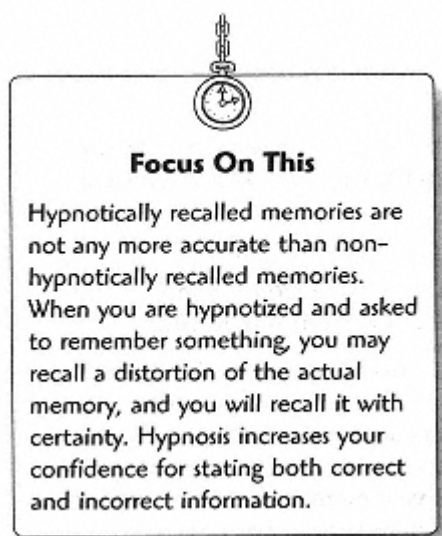 Focus On This
Hypnotically recalled memories are
not any more accurate than non-
hypnotically recalled memories.
When you are hypnotized and asked
to remember something, you may
recall a distortion of the actual
memory, and you will recall it with
certainty. Hypnosis increases your
confidence for stating both correct
and incorrect information.